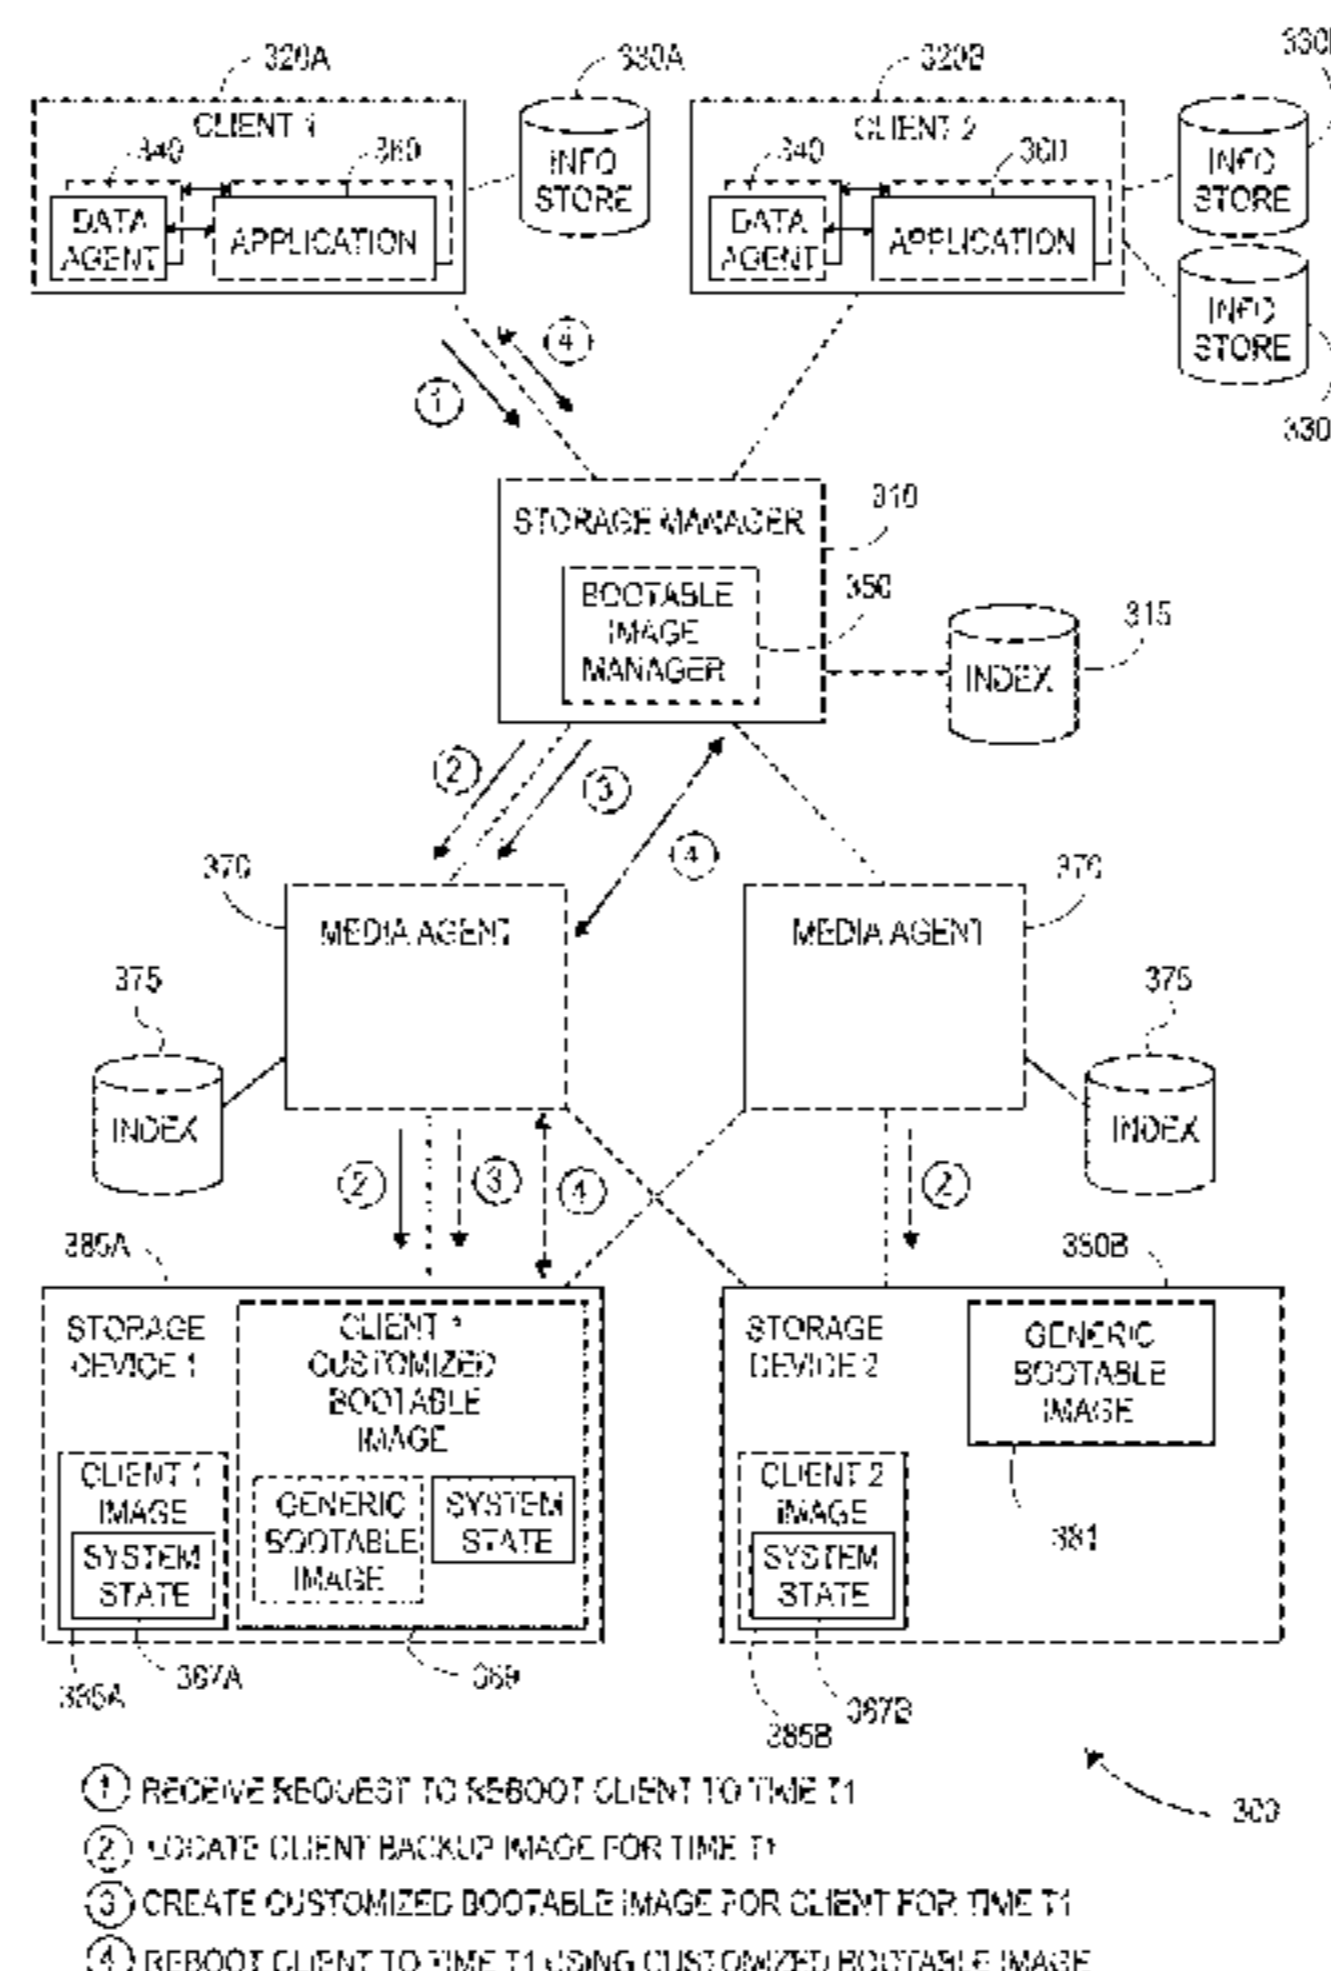 320A
330A
320B
CLIENT 1
340
360
DATA
AGENT
APPLICATION
INFO
STORE
CLIENT 2
340
360
DATA
AGENT
APPLICATION
INFO
STORE
INFO
STORE
330
1
4
STORAGE MANAGER
310
BOOTABLE
IMAGE
MANAGER
350
INDEX
315
2
3
4
370
MEDIA AGENT
370
MEDIA AGENT
375
INDEX
375
INDEX
2
3
4
2
STORAGE
DEVICE 1
CLIENT 1
CUSTOMIZED
BOOTABLE
IMAGE
CLIENT 1
IMAGE
SYSTEM
STATE
GENERIC
BOOTABLE
IMAGE
SYSTEM
STATE
380B
STORAGE
DEVICE 2
GENERIC
BOOTABLE
IMAGE
CLIENT 2
IMAGE
SYSTEM
STATE
381
387A
389
387B
385B
300
1 RECEIVE REQUEST TO REBOOT CLIENT TO TIME T1
2 LOCATE CLIENT BACKUP IMAGE FOR TIME T1
3 CREATE CUSTOMIZED BOOTABLE IMAGE FOR CLIENT FOR TIME T1
4 REBOOT CLIENT TO TIME T1 USING CUSTOMIZED BOOTABLE IMAGE